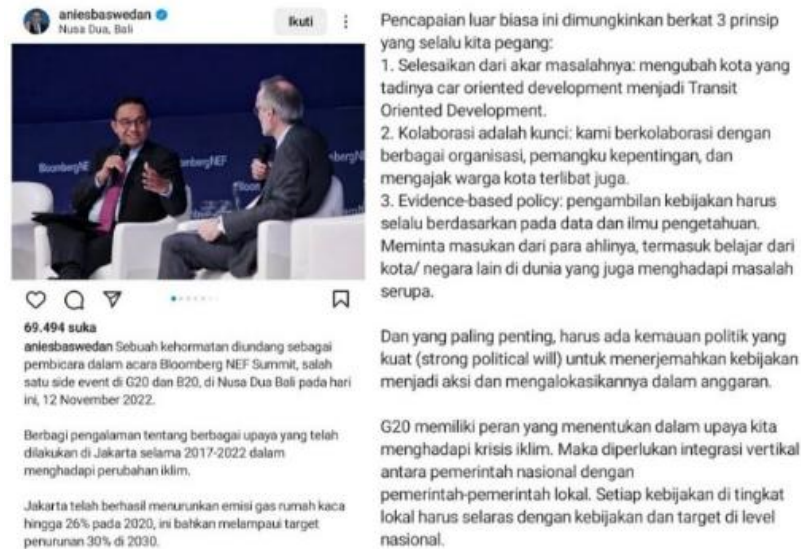 aniesbaswedan
Nusa Dua, Bali
Ikuti
BloombergNEF
mbergNEF
Bloom
bergN
69.494 suka
aniesbaswedan Sebuah kehormatan diundang sebagai
pembicara dalam acara Bloomberg NEF Summit, salah
satu side event di G20 dan B20, di Nusa Dua Bali pada hari
ini, 12 November 2022.
Berbagi pengalaman tentang berbagai upaya yang telah
dilakukan di Jakarta selama 2017-2022 dalam
menghadapi perubahan iklim.
Jakarta telah berhasil menurunkan emisi gas rumah kaca
hingga 26% pada 2020, ini bahkan melampaui target
penurunan 30% di 2030.
Pencapaian luar biasa ini dimungkinkan berkat 3 prinsip
yang selalu kita pegang:
1. Selesaikan dari akar masalahnya: mengubah kota yang
tadinya car oriented development menjadi Transit
Oriented Development.
2. Kolaborasi adalah kunci: kami berkolaborasi dengan
berbagai organisasi, pemangku kepentingan, dan
mengajak warga kota terlibat juga.
3. Evidence-based policy: pengambilan kebijakan harus
selalu berdasarkan pada data dan ilmu pengetahuan.
Meminta masukan dari para ahlinya, termasuk belajar dari
kota/ negara lain di dunia yang juga menghadapi masalah
serupa.
Dan yang paling penting, harus ada kemauan politik yang
kuat (strong political will) untuk menerjemahkan kebijakan
menjadi aksi dan mengalokasikannya dalam anggaran.
G20 memiliki peran yang menentukan dalam upaya kita
menghadapi krisis iklim. Maka diperlukan integrasi vertikal
antara pemerintah nasional dengan
pemerintah-pemerintah lokal. Setiap kebijakan di tingkat
lokal harus selaras dengan kebijakan dan target di level
nasional.